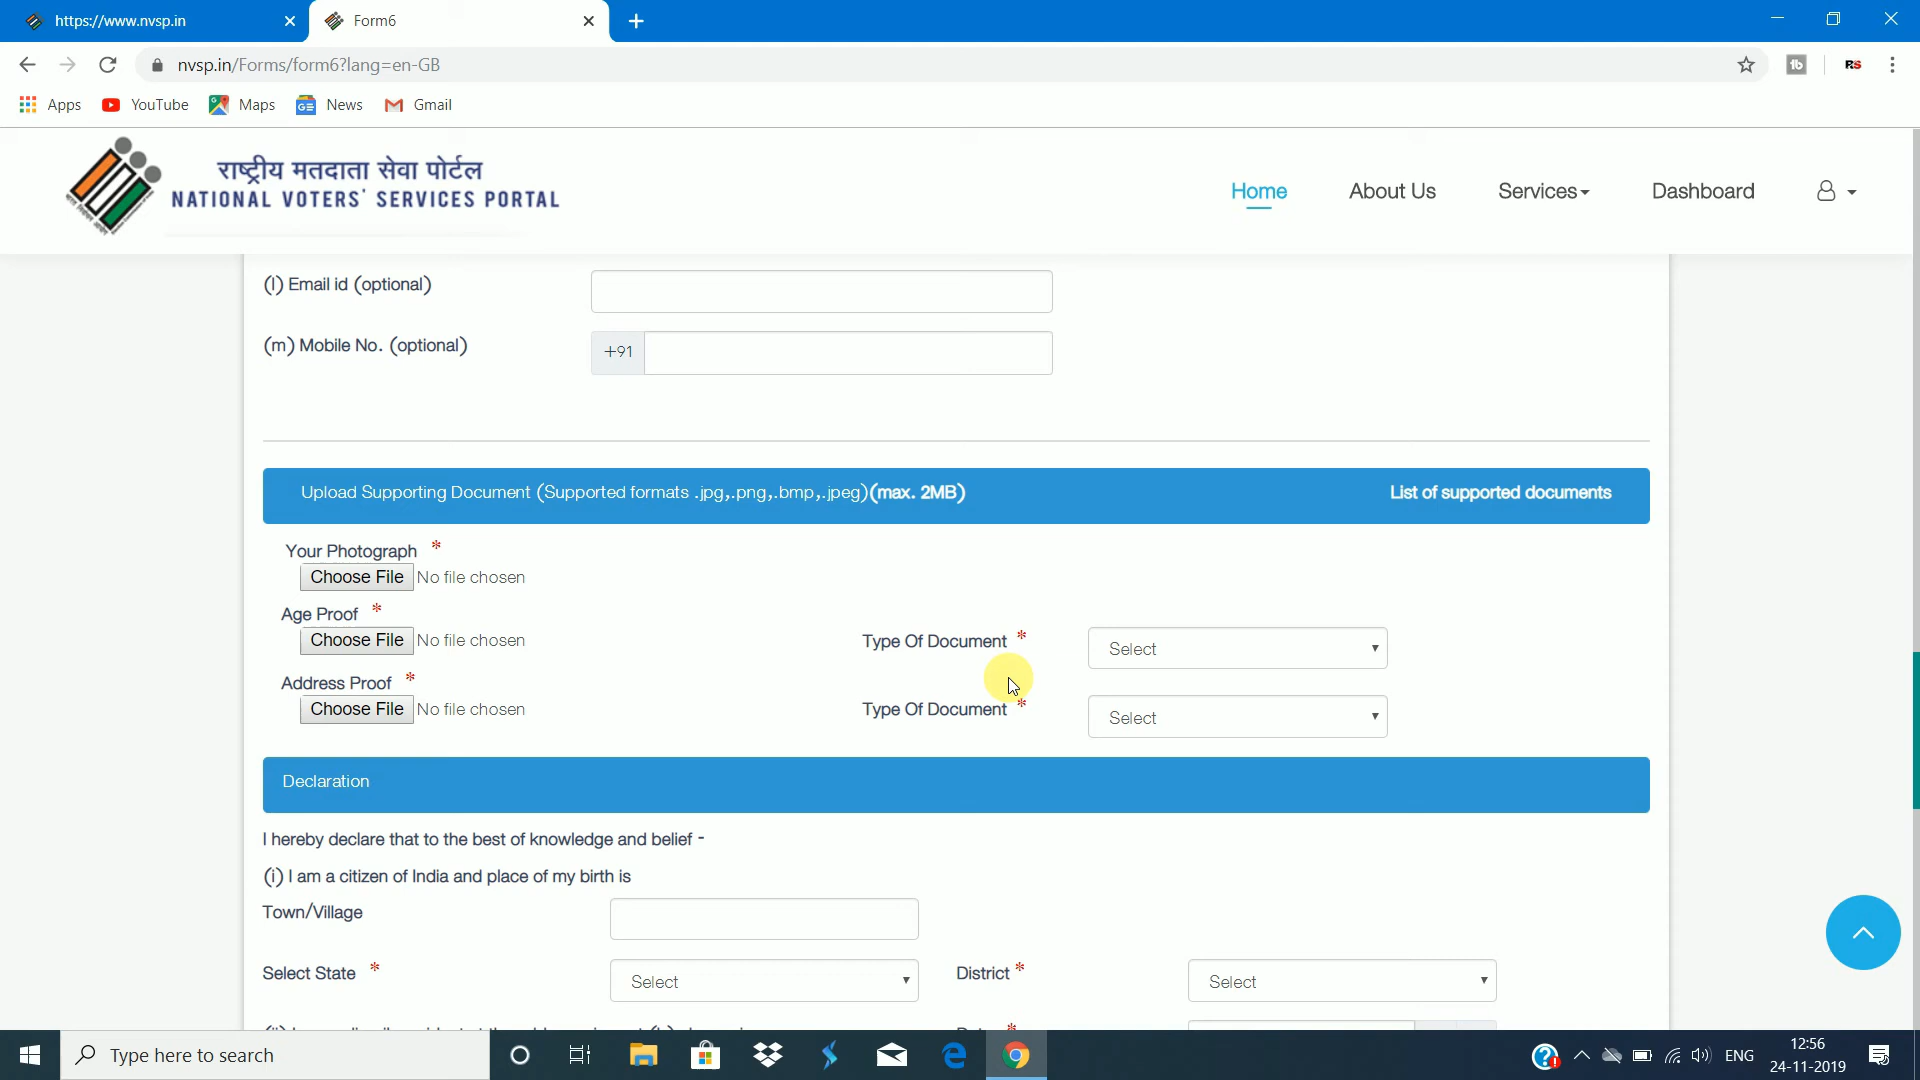 https://www.nvsp.in
Form6
nvsp.in/Forms/form6?lang=en-GB
Apps YouTube Maps News Gmail
राष्ट्रीय मतदाता सेवा पोर्टल
NATIONAL VOTERS' SERVICES PORTAL
Home About Us Services Dashboard
(l) Email id (optional)
(m) Mobile No. (optional) +91
Upload Supporting Document (Supported formats .jpg,.png,.bmp,.jpeg)(max. 2MB) List of supported documents
Your Photograph *
Choose File No file chosen
Age Proof *
Choose File No file chosen Type Of Document * Select
Address Proof *
Choose File No file chosen Type Of Document * Select
Declaration
I hereby declare that to the best of knowledge and belief -
(i) I am a citizen of India and place of my birth is
Town/Village
Select State * Select District * Select
Type here to search
ENG
12:56
24-11-2019